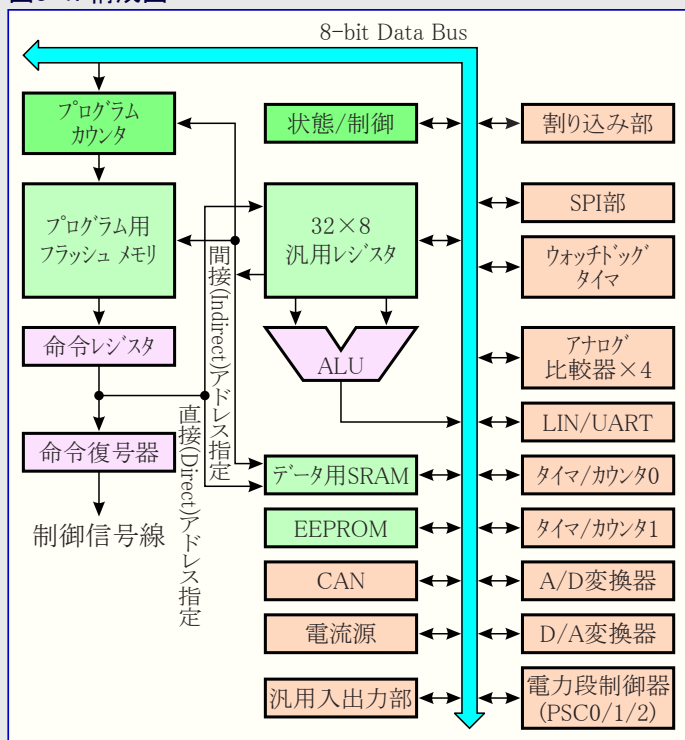 8-bit Data Bus
プログラム
カウンタ
状態/制御
割り込み部
プログラム用
フラッシュ メモリ
32×8
汎用レジスタ
SPI部
ウォッチドッグ
タイマ
命令レジスタ
ALU
アナログ
比較器×4
LIN/UART
間接(Indirect)アドレス指定
直接(Direct)アドレス指定
命令復号器
制御信号線
データ用SRAM
タイマ/カウンタ0
EEPROM
タイマ/カウンタ1
CAN
A/D変換器
電流源
D/A変換器
汎用入出力部
電力段制御器
(PSC0/1/2)